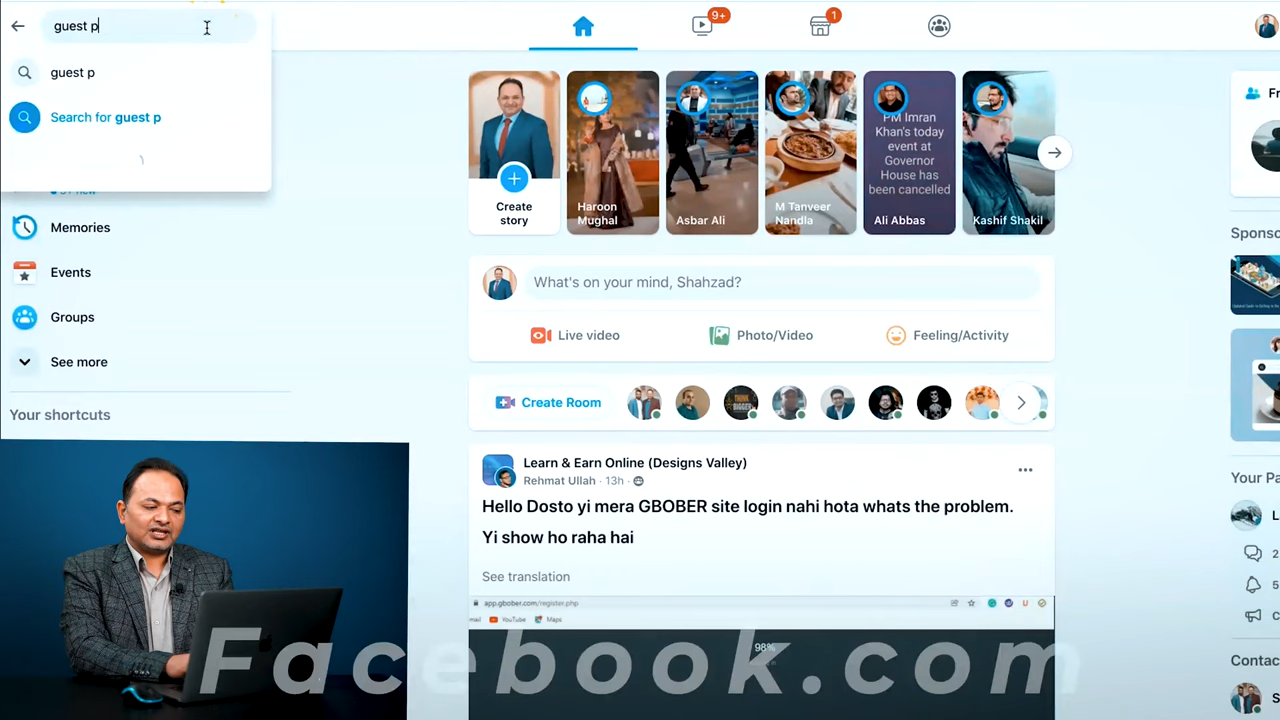 guest p
9+
1
guest p
Search for guest p
Memories
Events
Groups
See more
Your shortcuts
Create
story
Haroon
Mughal
Asbar Ali
M Tanveer
Nandla
PM Imran
Khan's today
event at
Governor
House has
been cancelled
Ali Abbas
Kashif Shakil
What's on your mind, Shahzad?
Live video
Photo/Video
Feeling/Activity
Create Room
Learn & Earn Online (Designs Valley)
Rehmat Ullah · 13h ·
Hello Dosto yi mera GBOBER site login nahi hota whats the problem.
Yi show ho raha hai
See translation
app.gbober.com/register.php
YouTube
Maps
98%
Fr
Sponso
Your Pa
L
2
5
C
Contac
S
Facebook.com